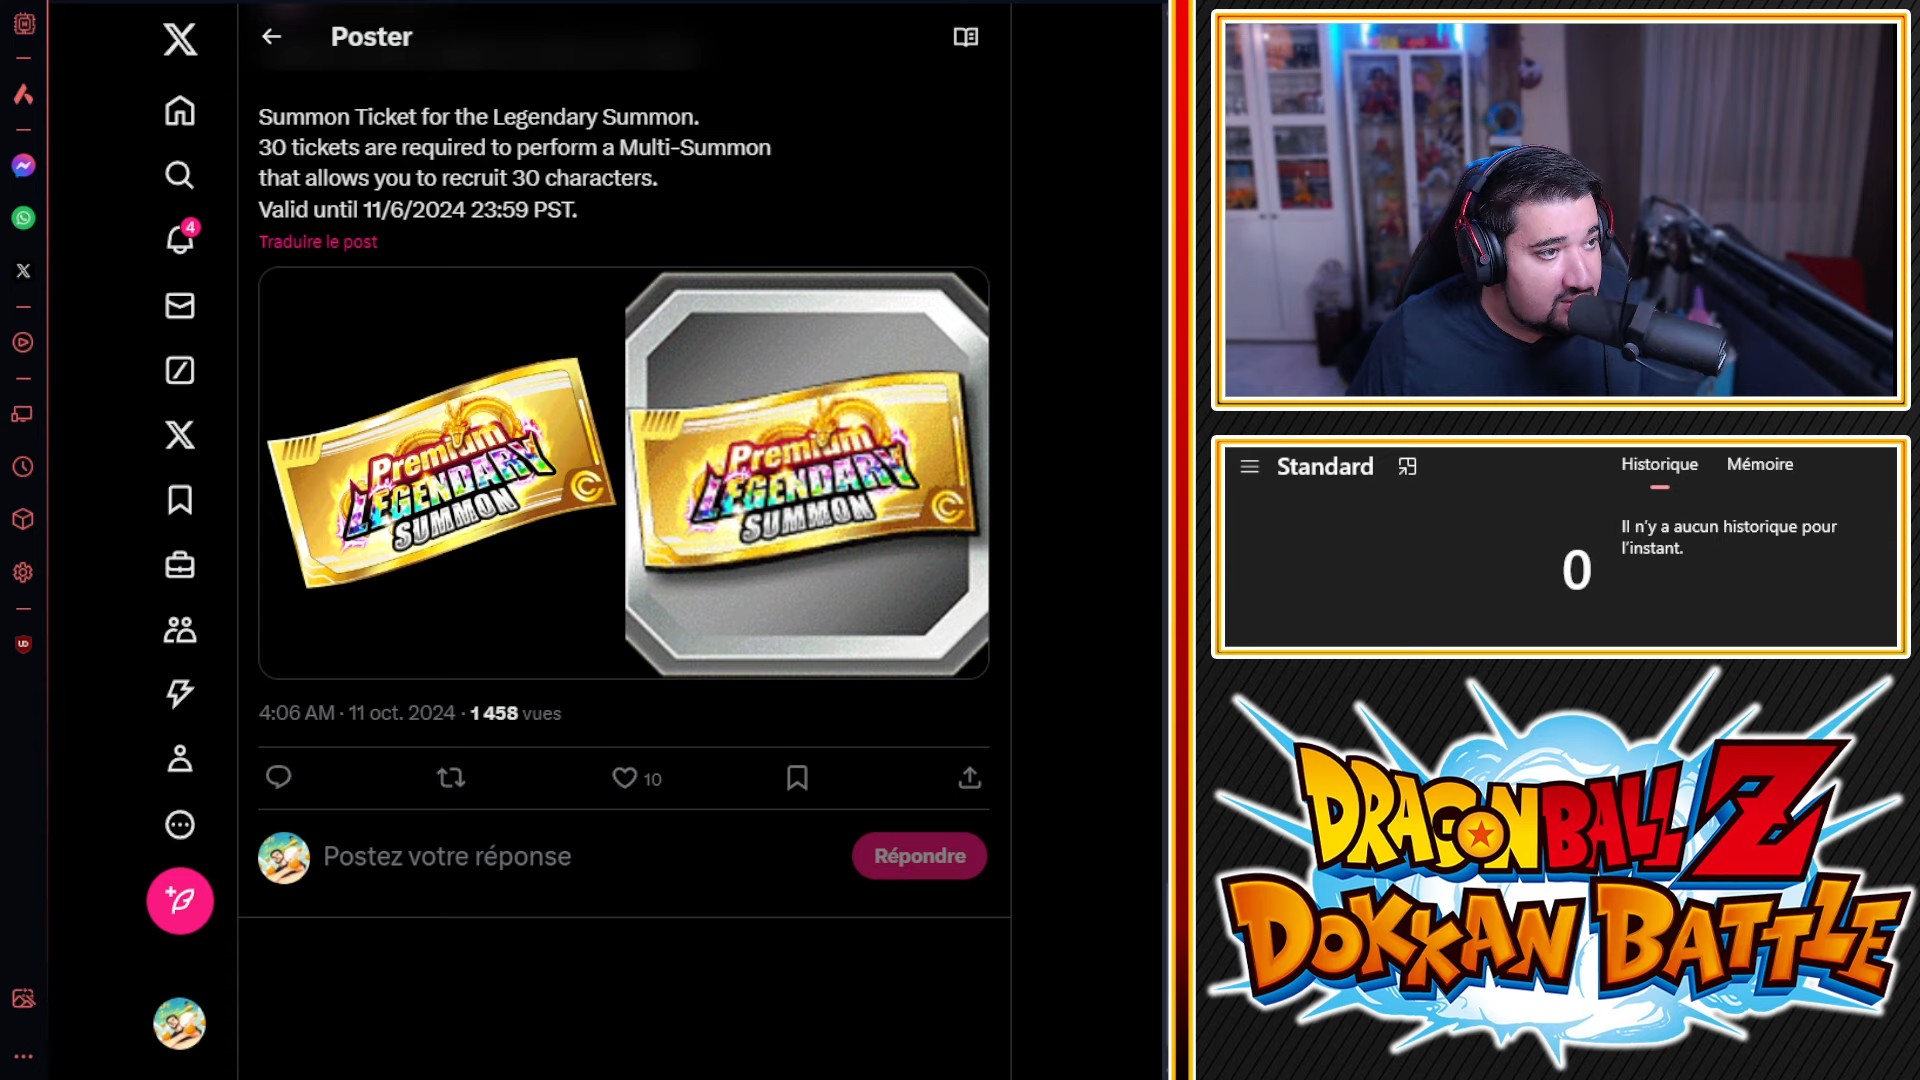 Poster
Summon Ticket for the Legendary Summon.
30 tickets are required to perform a Multi-Summon
that allows you to recruit 30 characters.
Valid until 11/6/2024 23:59 PST.
Traduire le post
Premium
LEGENDARY
SUMMON
Premium
LEGENDARY
SUMMON
4:06 AM · 11 oct. 2024 · 1 458 vues
10
Postez votre réponse
Répondre
4
Standard
Historique
Mémoire
Il n'y a aucun historique pour
l'instant.
0
DRAGONBALL Z
DOKKAN BATTLE